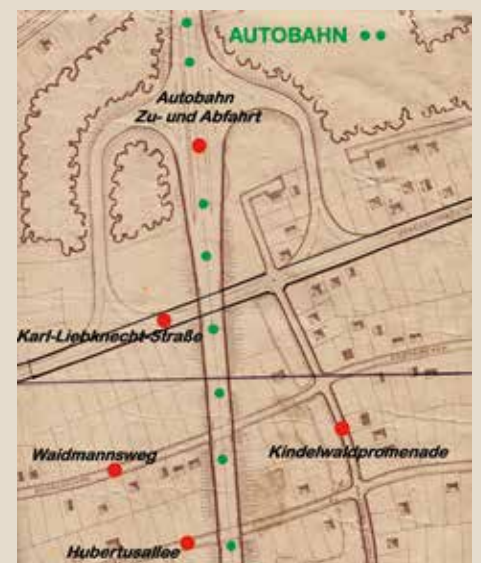 AUTOBAHN
Autobahn
Zu- und Abfahrt
Karl-Liebknecht-Straße
Waidmannsweg
Kindelwaldpromenade
Hubertusallee